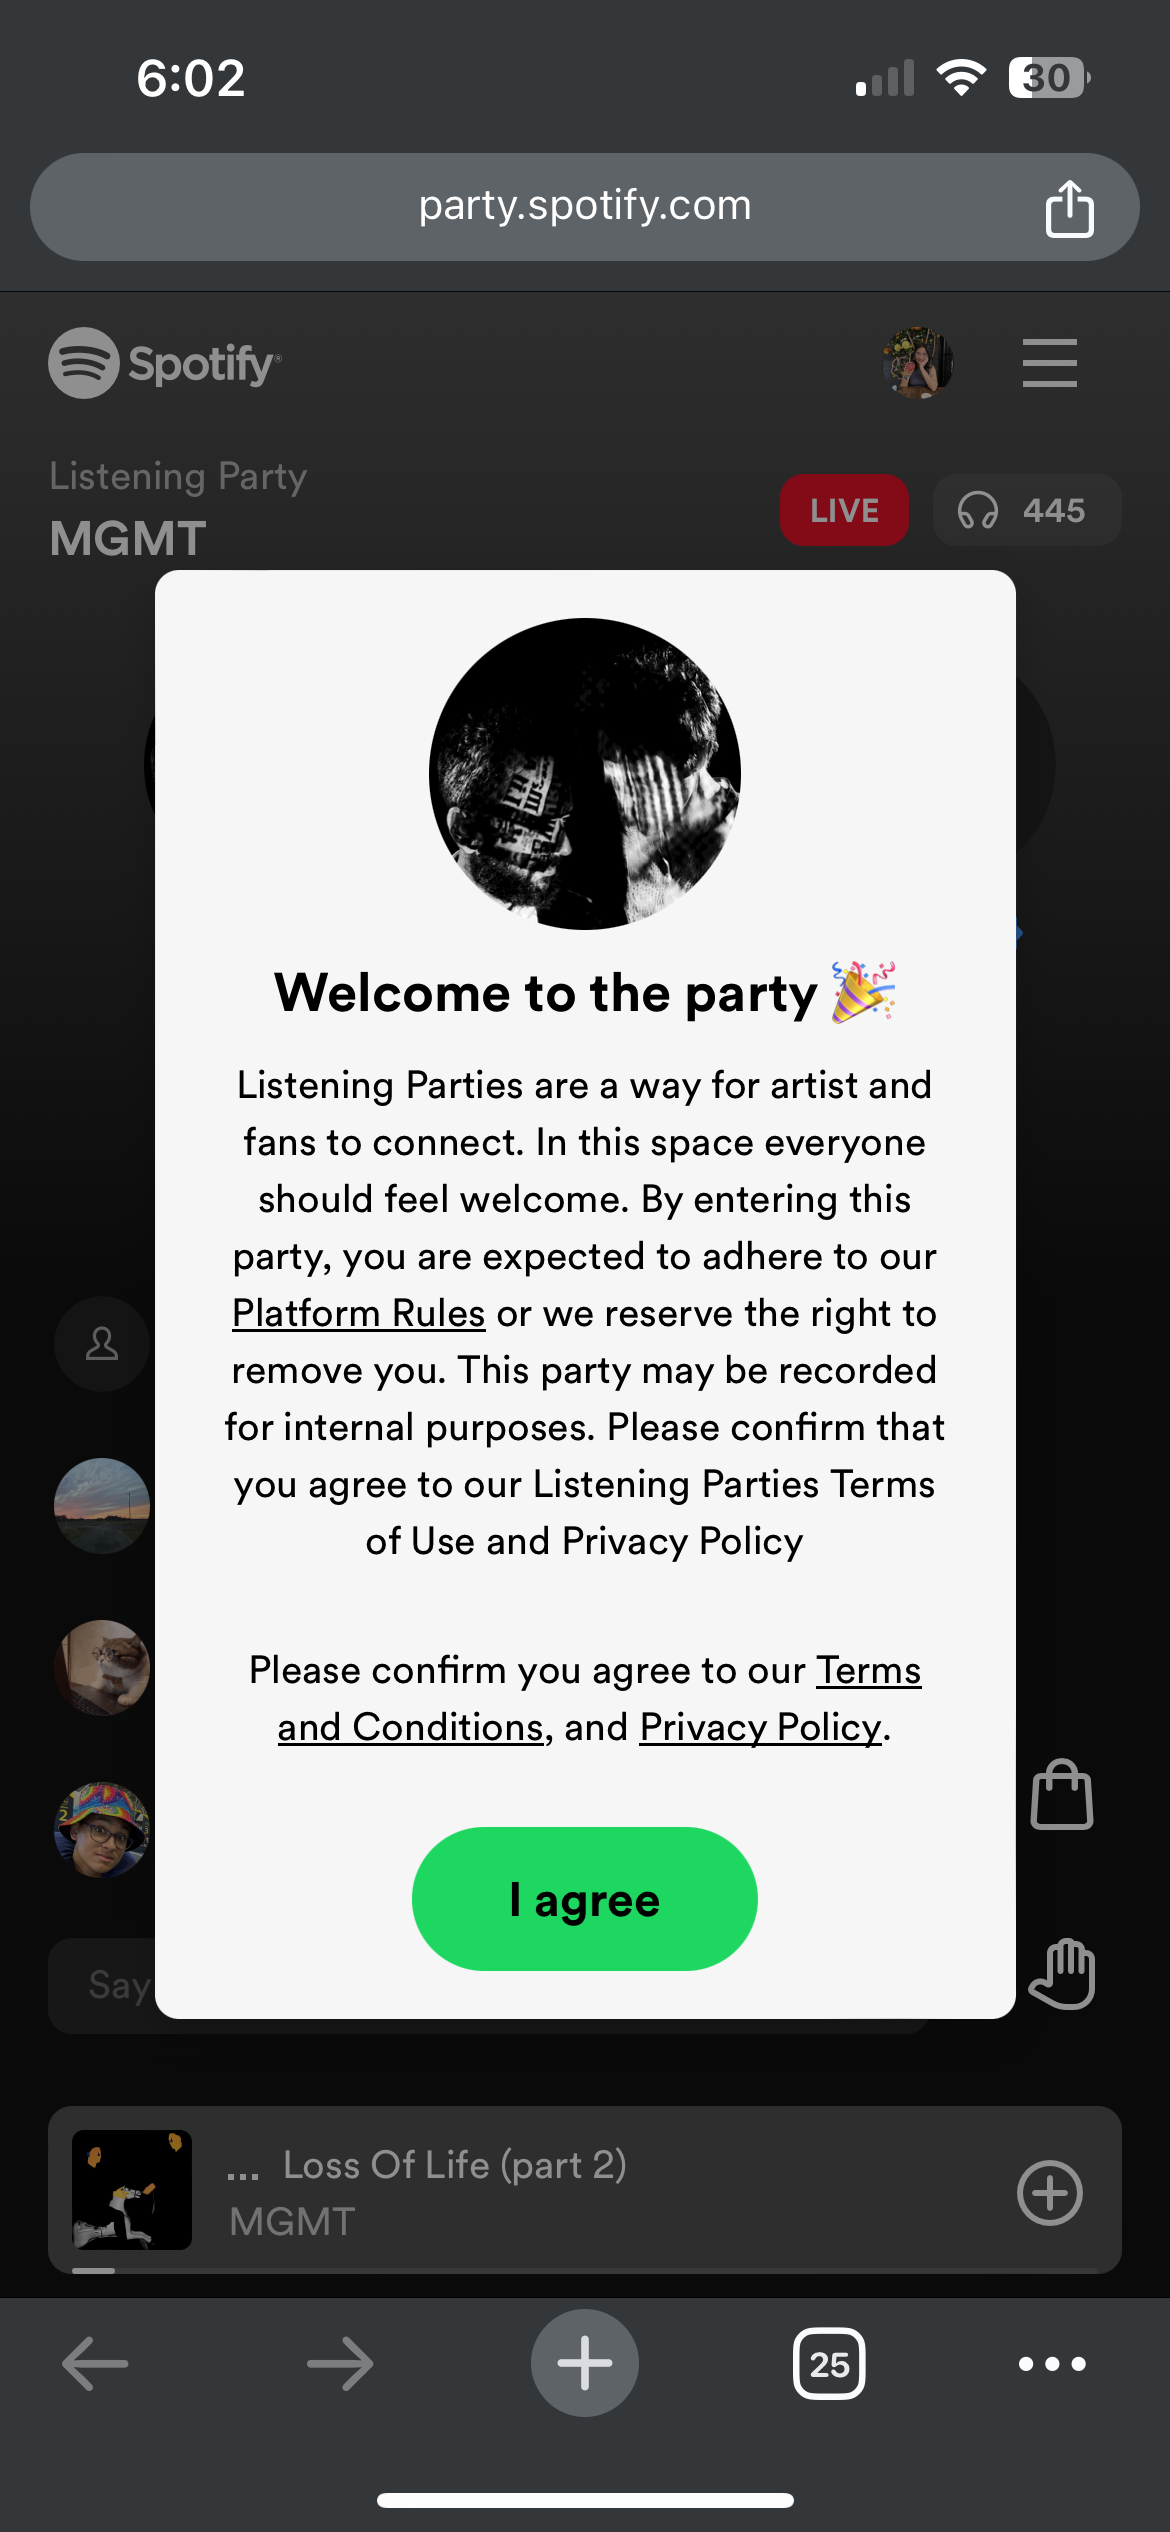 6:02
30
party.spotify.com
Spotify®
Listening Party
MGMT
LIVE
445
Welcome to the party 🎉
Listening Parties are a way for artist and
fans to connect. In this space everyone
should feel welcome. By entering this
party, you are expected to adhere to our
Platform Rules or we reserve the right to
remove you. This party may be recorded
for internal purposes. Please confirm that
you agree to our Listening Parties Terms
of Use and Privacy Policy
Please confirm you agree to our Terms
and Conditions, and Privacy Policy.
I agree
Say
... Loss Of Life (part 2)
MGMT
25